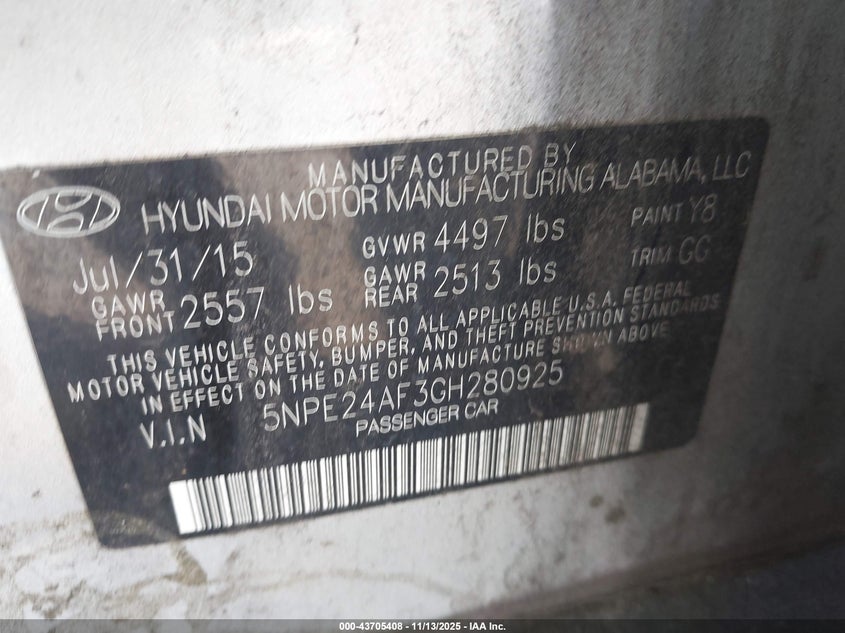 MANUFACTURED BY
HYUNDAI MOTOR MANUFACTURING ALABAMA, LLC
Jul/31/15 GVWR 4497 lbs PAINT Y8
GAWR FRONT 2557 lbs GAWR REAR 2513 lbs TRIM GG
THIS VEHICLE CONFORMS TO ALL APPLICABLE U.S.A. FEDERAL
MOTOR VEHICLE SAFETY, BUMPER, AND THEFT PREVENTION STANDARDS
IN EFFECT ON THE DATE OF MANUFACTURE SHOWN ABOVE
V.I.N 5NPE24AF3GH280925
PASSENGER CAR
000-43705408 - 11/13/2025 - IAA Inc.